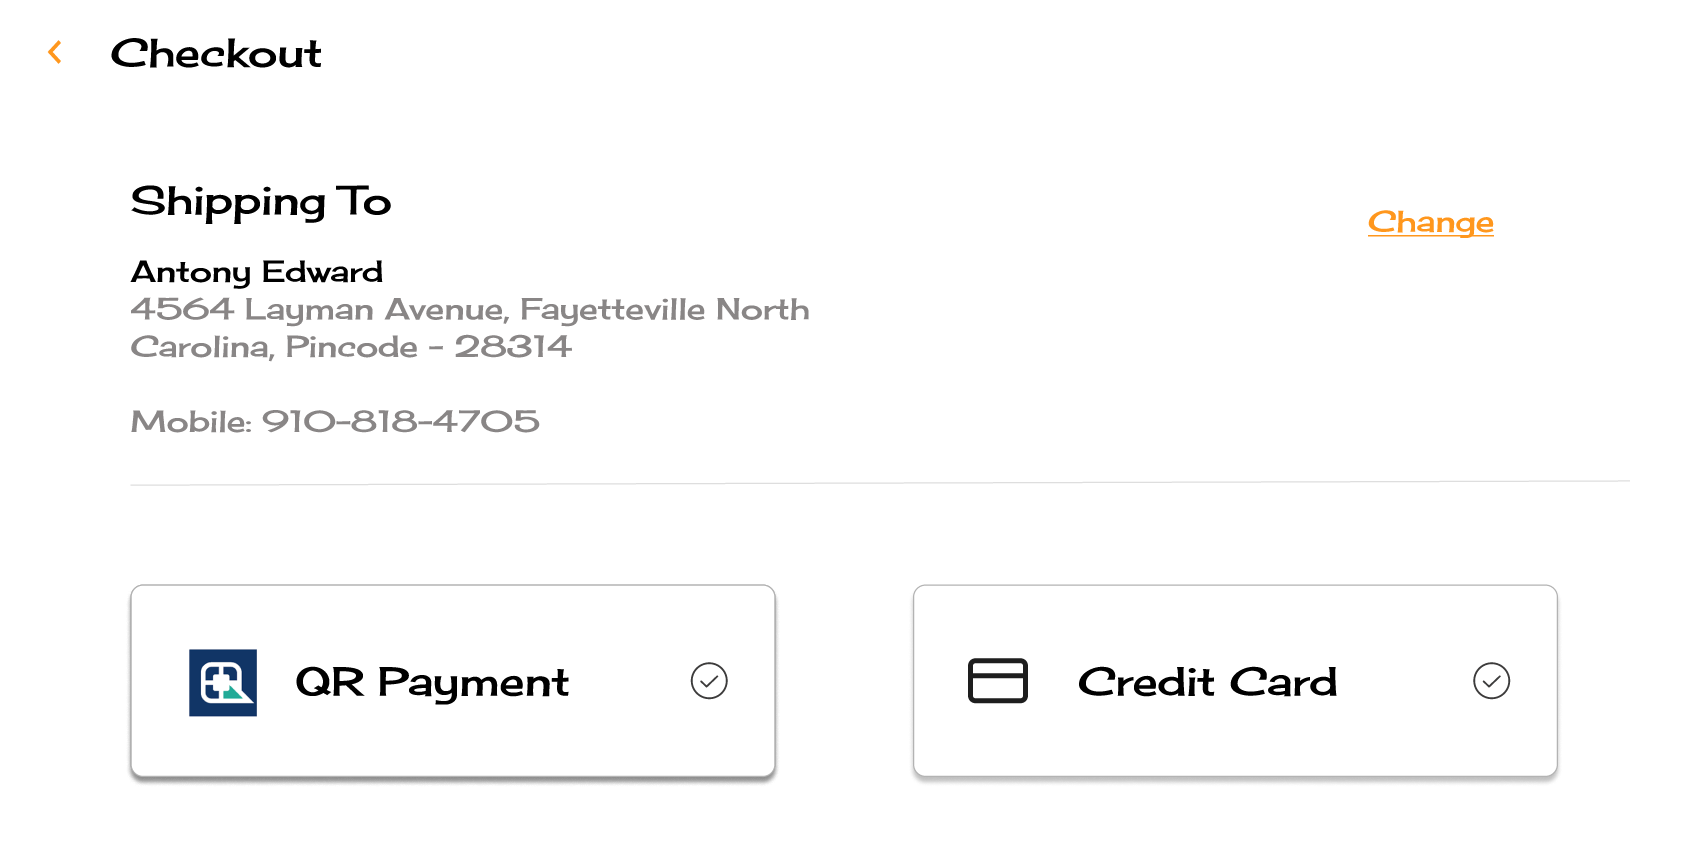 Checkout
Shipping To
Change
Antony Edward
4564 Layman Avenue, Fayetteville North
Carolina, Pincode - 28314
Mobile: 910-818-4705
QR Payment
Credit Card